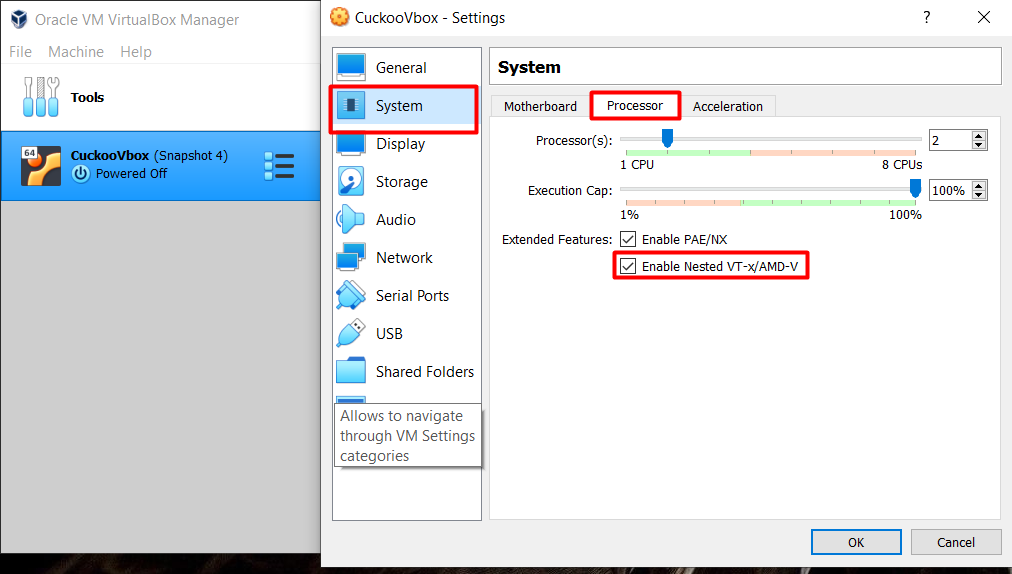 Oracle VM VirtualBox Manager
File Machine Help
Tools
64
CuckooVbox (Snapshot 4)
Powered Off
CuckooVbox - Settings
?
General
System
Display
Storage
Audio
Network
Serial Ports
USB
Shared Folders
Allows to navigate
through VM Settings
categories
System
Motherboard Processor Acceleration
Processor(s): 2
1 CPU 8 CPUs
Execution Cap: 100%
1% 100%
Extended Features: Enable PAE/NX
Enable Nested VT-x/AMD-V
OK Cancel